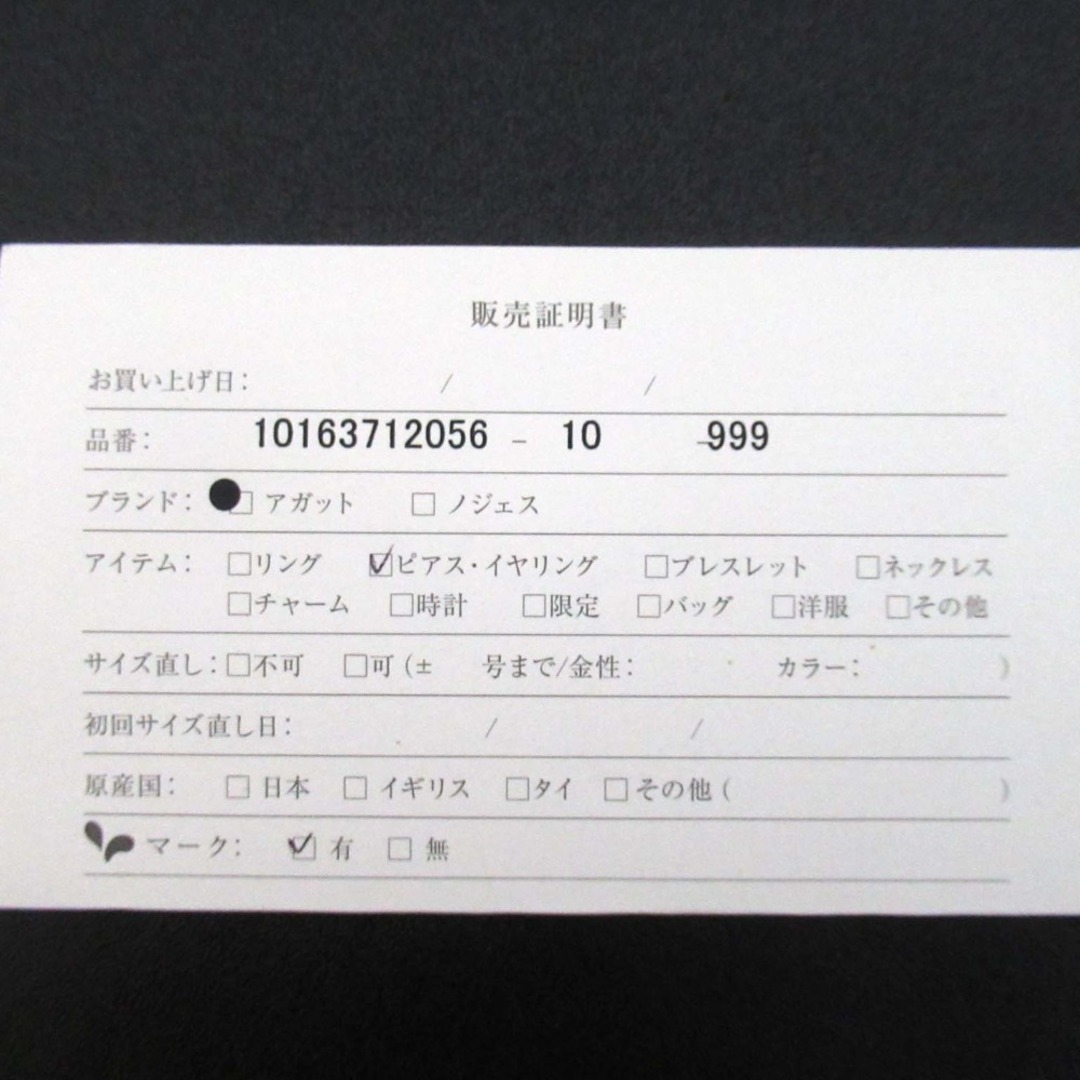 販売証明書
お買い上げ日: / /
品番: 10163712056 - 10 -999
ブランド: ●□ アガット □ ノジェス
アイテム: □リング ☑ピアス・イヤリング □ブレスレット □ネックレス
□チャーム □時計 □限定 □バッグ □洋服 □その他
サイズ直し: □不可 □可 (± 号まで/金性: カラー: )
初回サイズ直し日: / /
原産国: □ 日本 □ イギリス □タイ □その他 ( )
マーク: ☑ 有 □ 無